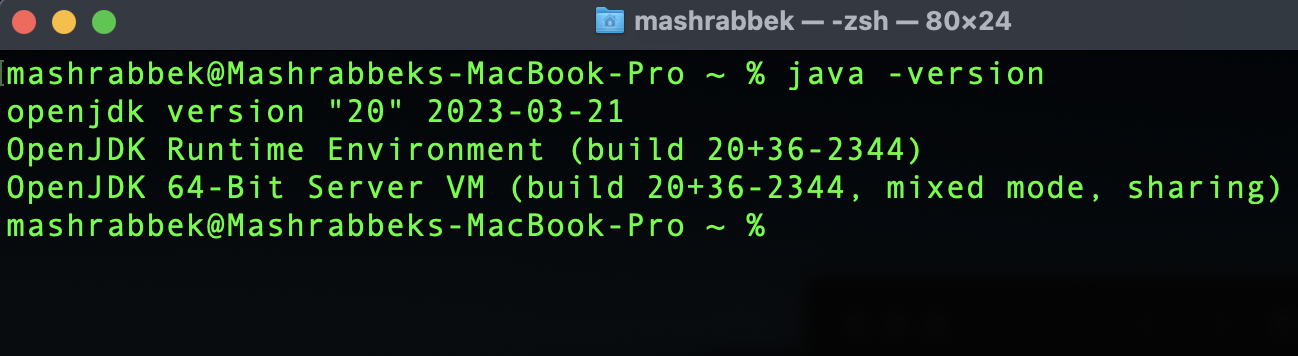 mashrabbek — -zsh — 80×24
mashrabbek@Mashrabbeks-MacBook-Pro ~ % java -version
openjdk version "20" 2023-03-21
OpenJDK Runtime Environment (build 20+36-2344)
OpenJDK 64-Bit Server VM (build 20+36-2344, mixed mode, sharing)
mashrabbek@Mashrabbeks-MacBook-Pro ~ %